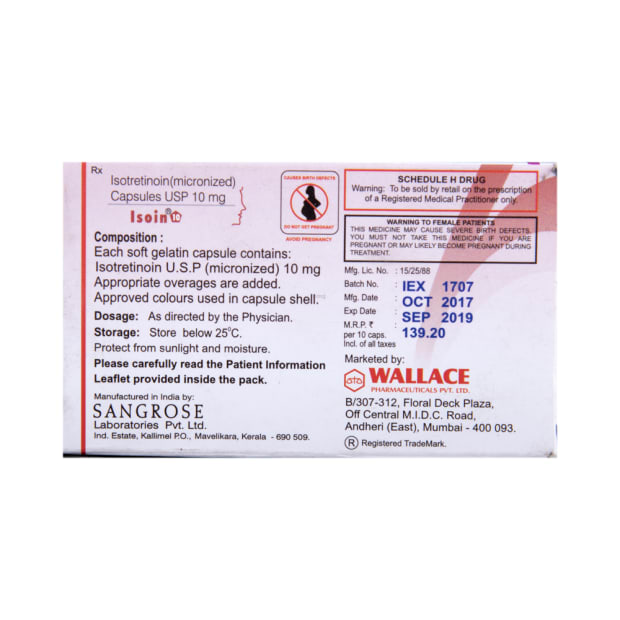 Rx
Isotretinoin(micronized)
Capsules USP 10 mg
Isoin® 10
CAUSES BIRTH DEFECTS
DO NOT GET PREGNANT
AVOID PREGNANCY
Composition :
Each soft gelatin capsule contains:
Isotretinoin U.S.P (micronized) 10 mg
Appropriate overages are added.
Approved colours used in capsule shell.
Dosage: As directed by the Physician.
Storage: Store below 25°C.
Protect from sunlight and moisture.
Please carefully read the Patient Information
Leaflet provided inside the pack.
Manufactured in India by:
SANGROSE
Laboratories Pvt. Ltd.
Ind. Estate, Kallimel P.O., Mavelikara, Kerala - 690 509.
SCHEDULE H DRUG
Warning: To be sold by retail on the prescription
of a Registered Medical Practitioner only.
WARNING TO FEMALE PATIENTS
THIS MEDICINE MAY CAUSE SEVERE BIRTH DEFECTS.
YOU MUST NOT TAKE THIS MEDICINE IF YOU ARE
PREGNANT OR MAY LIKELY BECOME PREGNANT DURING
TREATMENT.
Mfg. Lic. No. : 15/25/88
Batch No. : IEX 1707
Mfg. Date : OCT 2017
Exp Date : SEP 2019
M.R.P. ₹ : 139.20
per 10 caps.
Incl. of all taxes
Marketed by:
WALLACE
PHARMACEUTICALS PVT. LTD.
B/307-312, Floral Deck Plaza,
Off Central M.I.D.C. Road,
Andheri (East), Mumbai - 400 093.
® Registered TradeMark.